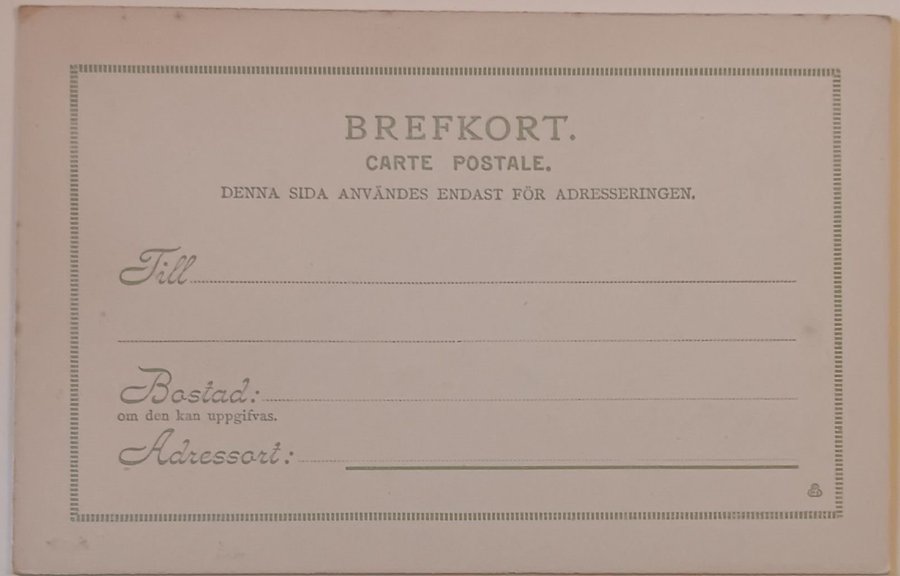 BREFKORT.
CARTE POSTALE.
DENNA SIDA ANVÄNDES ENDAST FÖR ADRESSERINGEN.
Till
Bostad:
om den kan uppgifvas.
Adressort: